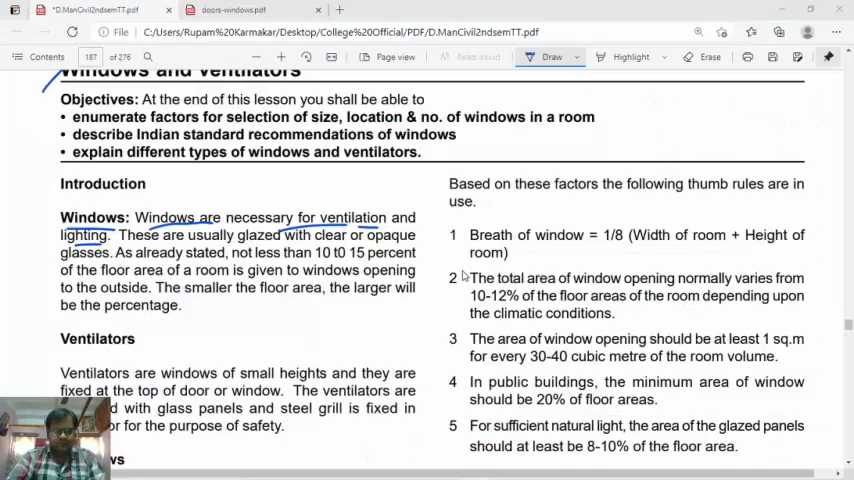 *D.ManCivil2ndsemTT.pdf
doors-windows.pdf
File
C:/Users/Rupam%20Karmakar/Desktop/College%20Official/PDF/D.ManCivil2ndsemTT.pdf
Contents
187 of 276
Page view
Read aloud
Draw
Highlight
Erase
Windows and Ventilators
Objectives: At the end of this lesson you shall be able to
• enumerate factors for selection of size, location & no. of windows in a room
• describe Indian standard recommendations of windows
• explain different types of windows and ventilators.
Introduction
Windows: Windows are necessary for ventilation and
lighting. These are usually glazed with clear or opaque
glasses. As already stated, not less than 10 to 15 percent
of the floor area of a room is given to windows opening
to the outside. The smaller the floor area, the larger will
be the percentage.
Ventilators
Ventilators are windows of small heights and they are
fixed at the top of door or window. The ventilators are
with glass panels and steel grill is fixed in
for the purpose of safety.
Based on these factors the following thumb rules are in
use.
1 Breath of window = 1/8 (Width of room + Height of
room)
2 The total area of window opening normally varies from
10-12% of the floor areas of the room depending upon
the climatic conditions.
3 The area of window opening should be at least 1 sq.m
for every 30-40 cubic metre of the room volume.
4 In public buildings, the minimum area of window
should be 20% of floor areas.
5 For sufficient natural light, the area of the glazed panels
should at least be 8-10% of the floor area.